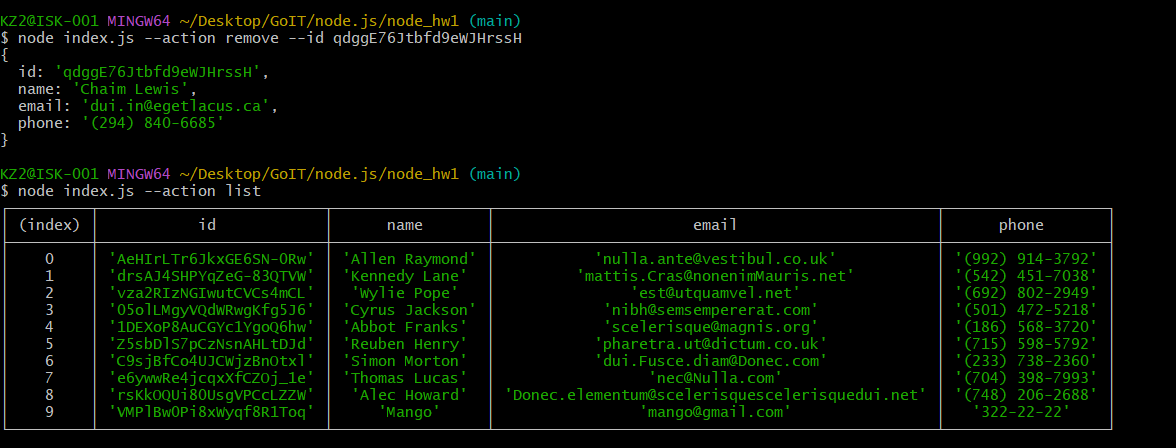 KZ2@ISK-001 MINGW64 ~/Desktop/GoIT/node.js/node_hw1 (main)
$ node index.js --action remove --id qdggE76Jtbfd9eWJHrssH
{
  id: 'qdggE76Jtbfd9eWJHrssH',
  name: 'Chaim Lewis',
  email: 'dui.in@egetlacus.ca',
  phone: '(294) 840-6685'
}
KZ2@ISK-001 MINGW64 ~/Desktop/GoIT/node.js/node_hw1 (main)
$ node index.js --action list
(index) id name email phone
0 'AeHIrLTr6JkxGE6SN-0Rw' 'Allen Raymond' 'nulla.ante@vestibul.co.uk' '(992) 914-3792'
1 'drsAJ4SHPYqZeG-83QTVW' 'Kennedy Lane' 'mattis.Cras@nonenimMauris.net' '(542) 451-7038'
2 'vza2RIzNGIwutCVCs4mCL' 'Wylie Pope' 'est@utquamvel.net' '(692) 802-2949'
3 '05olLMgyVQdWRwgKfg5J6' 'Cyrus Jackson' 'nibh@semsempererat.com' '(501) 472-5218'
4 '1DEXoP8AuCGYc1YgoQ6hw' 'Abbot Franks' 'scelerisque@magnis.org' '(186) 568-3720'
5 'Z5sbDlS7pCzNsnAHLtDJd' 'Reuben Henry' 'pharetra.ut@dictum.co.uk' '(715) 598-5792'
6 'C9sjBfCo4UJCWjzBnOtxl' 'Simon Morton' 'dui.Fusce.diam@Donec.com' '(233) 738-2360'
7 'e6ywwRe4jcqxXfCZOj_1e' 'Thomas Lucas' 'nec@Nulla.com' '(704) 398-7993'
8 'rsKkOQUi80UsgVPCcLZZW' 'Alec Howard' 'Donec.elementum@scelerisquescelerisquedui.net' '(748) 206-2688'
9 'VMPlBw0Pi8xWyqf8R1Toq' 'Mango' 'mango@gmail.com' '322-22-22'